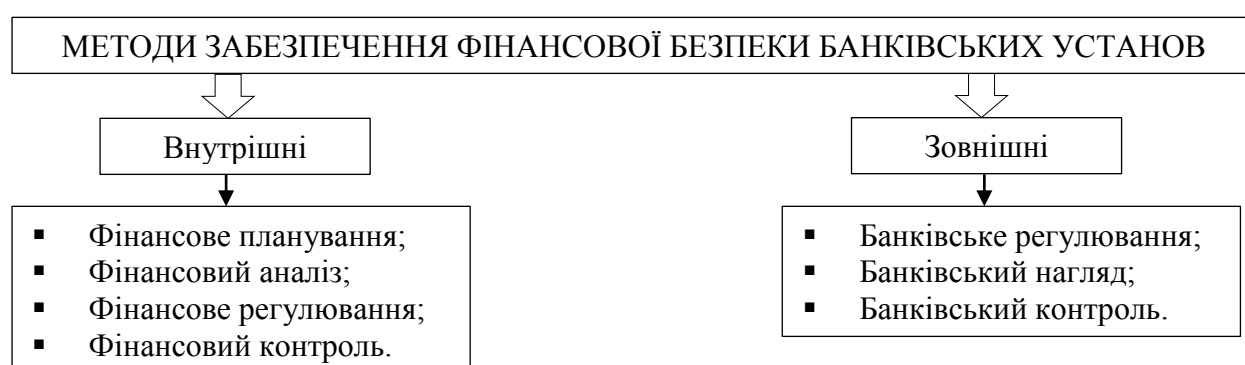 МЕТОДИ ЗАБЕЗПЕЧЕННЯ ФІНАНСОВОЇ БЕЗПЕКИ БАНКІВСЬКИХ УСТАНОВ
Внутрішні
▪ Фінансове планування;
▪ Фінансовий аналіз;
▪ Фінансове регулювання;
▪ Фінансовий контроль.
Зовнішні
▪ Банківське регулювання;
▪ Банківський нагляд;
▪ Банківський контроль.